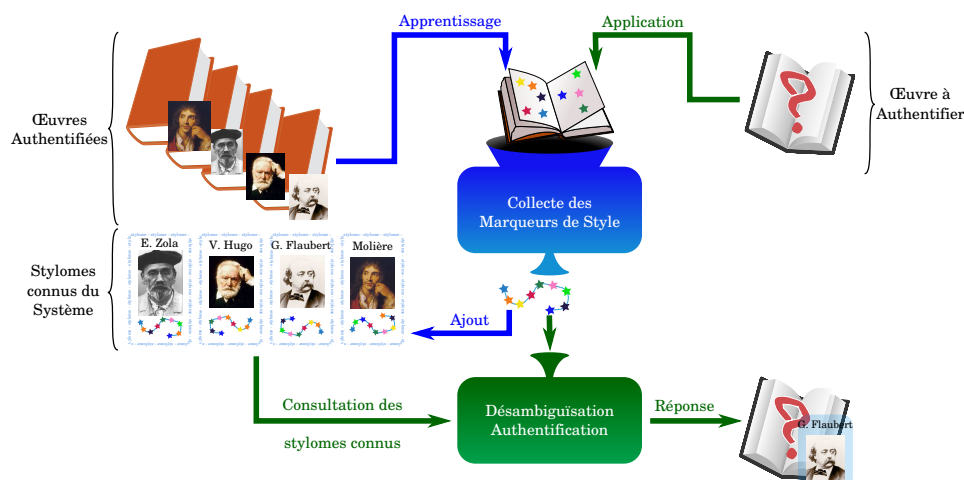 Apprentissage
Application
Œuvres
Authentifiées
Œuvre à
Authentifier
Collecte des
Marqueurs de Style
E. Zola
V. Hugo
G. Flaubert
Molière
Stylomes
connus du
Système
Ajout
Consultation des
stylomes connus
Désambiguïsation
Authentification
Réponse
G. Flaubert